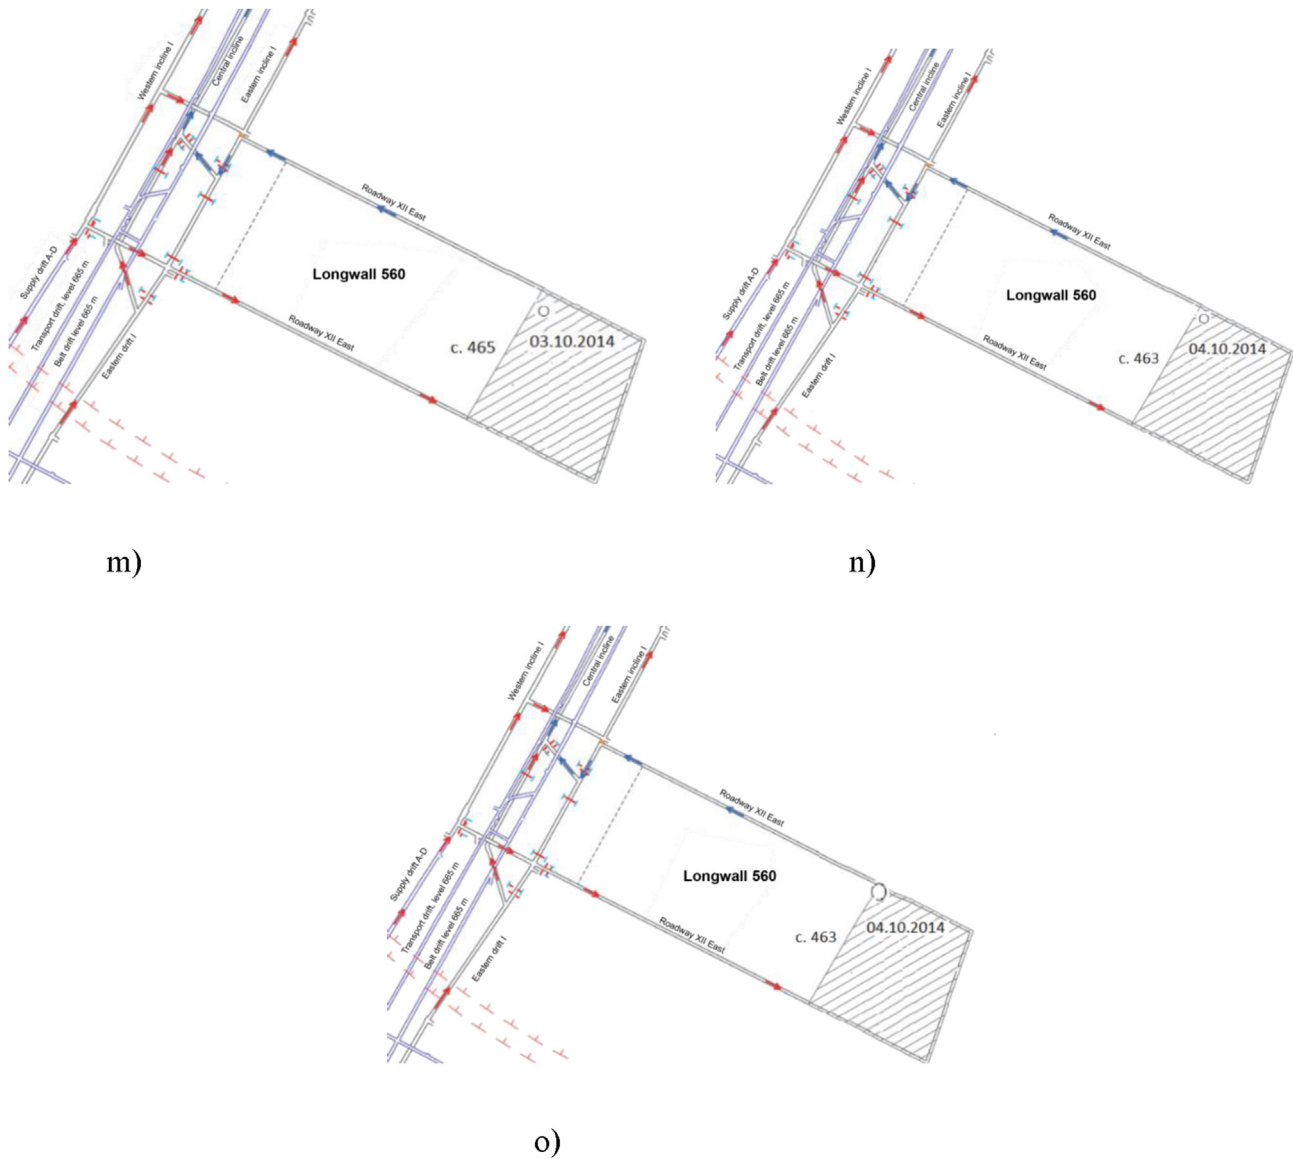 Western incline I
Central incline
Eastern incline I
Roadway XII East
Longwall 560
Supply drift A-D
Transport drift, level 665 m
Belt drift level 665 m
Eastern drift I
Roadway XII East
c. 465
03.10.2014
m)
Western incline I
Central incline
Eastern incline I
Roadway XII East
Longwall 560
Supply drift A-D
Transport drift, level 665 m
Belt drift level 665 m
Eastern drift I
Roadway XII East
c. 463
04.10.2014
n)
Western incline I
Central incline
Eastern incline I
Roadway XII East
Longwall 560
Supply drift A-D
Transport drift, level 665 m
Belt drift level 665 m
Eastern drift I
Roadway XII East
c. 463
04.10.2014
o)